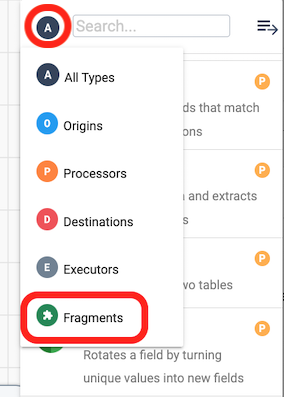 A Search...
P
A All Types
ds that match
O Origins
ons
P
P Processors
and extracts
D Destinations
s
P
E Executors
wo tables
Fragments
P
Rotates a field by turning
unique values into new fields